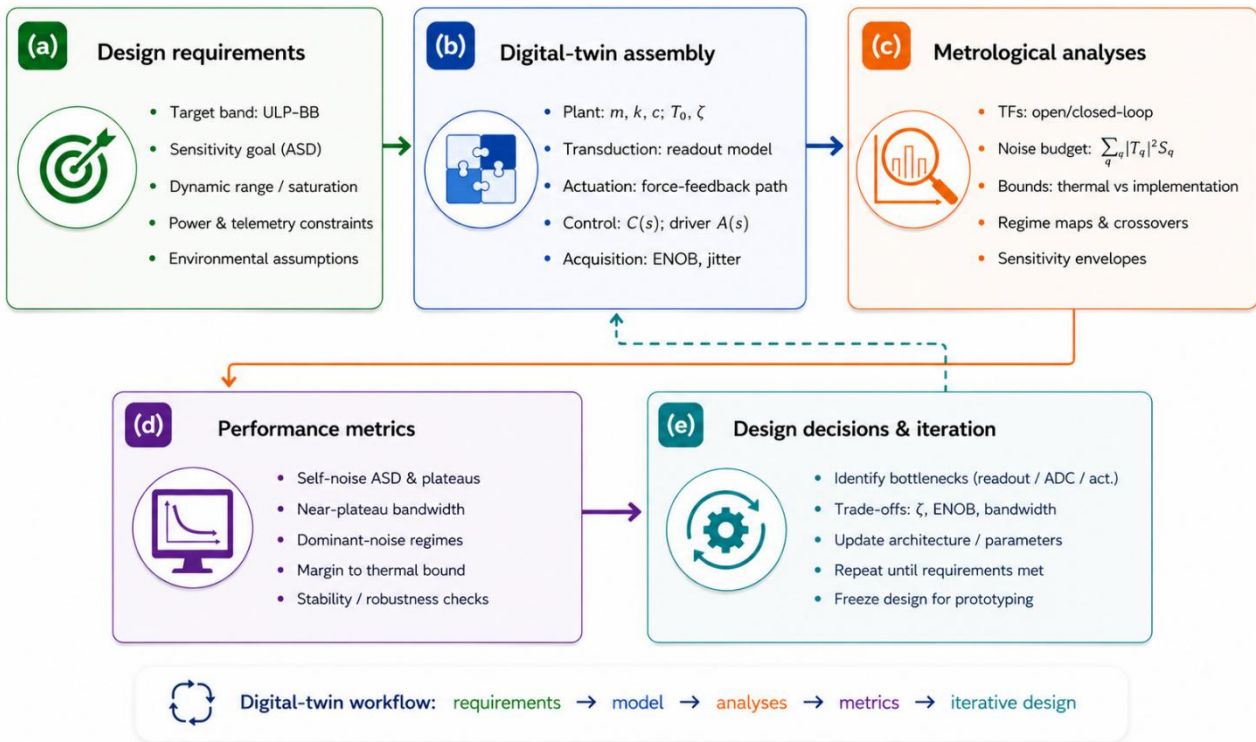 (a) Design requirements
• Target band: ULP-BB
• Sensitivity goal (ASD)
• Dynamic range / saturation
• Power & telemetry constraints
• Environmental assumptions
(b) Digital-twin assembly
• Plant: m, k, c; T₀, ζ
• Transduction: readout model
• Actuation: force-feedback path
• Control: C(s); driver A(s)
• Acquisition: ENOB, jitter
(c) Metrological analyses
• TFs: open/closed-loop
• Noise budget: ∑_q |T_q|² S_q
• Bounds: thermal vs implementation
• Regime maps & crossovers
• Sensitivity envelopes
(d) Performance metrics
• Self-noise ASD & plateaus
• Near-plateau bandwidth
• Dominant-noise regimes
• Margin to thermal bound
• Stability / robustness checks
(e) Design decisions & iteration
• Identify bottlenecks (readout / ADC / act.)
• Trade-offs: ζ, ENOB, bandwidth
• Update architecture / parameters
• Repeat until requirements met
• Freeze design for prototyping
Digital-twin workflow: requirements → model → analyses → metrics → iterative design